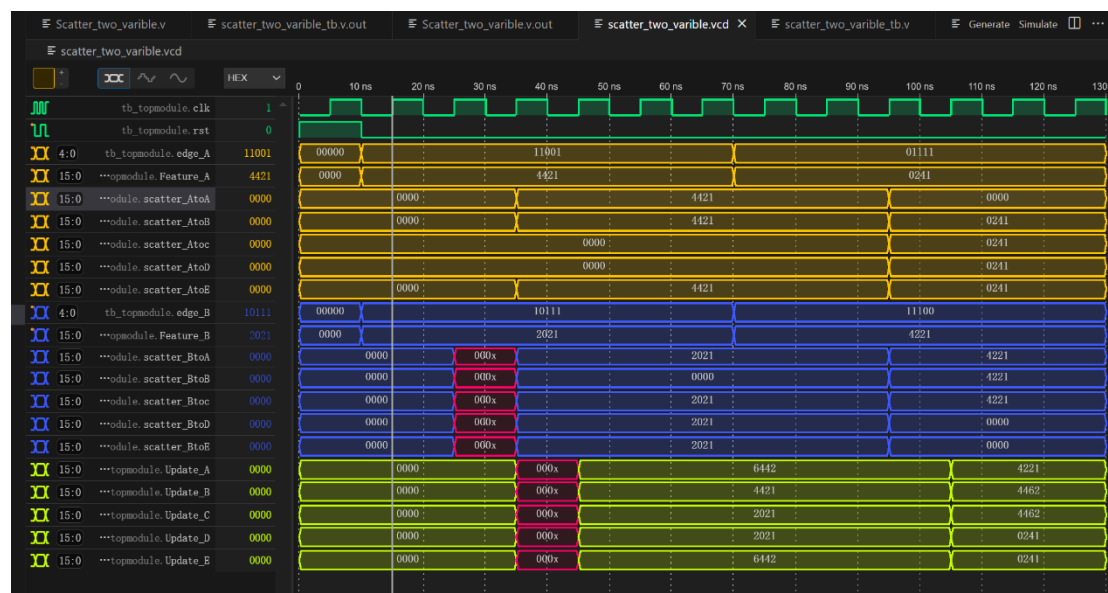 Scatter_two_varible.v scatter_two_varible_tb.v.out Scatter_two_varible.v.out scatter_two_varible.vcd × scatter_two_varible_tb.v Generate Simulate ···
scatter_two_varible.vcd
+ - HEX 0 10 ns 20 ns 30 ns 40 ns 50 ns 60 ns 70 ns 80 ns 90 ns 100 ns 110 ns 120 ns 130
tb_topmodule.clk 1
tb_topmodule.rst 0
4:0 tb_topmodule.edge_A 11001 00000 11001 01111
15:0 ···opmodule.Feature_A 4421 0000 4421 0241
15:0 ···odule.scatter_AtoA 0000 0000 4421 0000
15:0 ···odule.scatter_AtoB 0000 0000 4421 0241
15:0 ···odule.scatter_Atoc 0000 0000 0241
15:0 ···odule.scatter_AtoD 0000 0000 0241
15:0 ···odule.scatter_AtoE 0000 0000 4421 0241
4:0 tb_topmodule.edge_B 10111 00000 10111 11100
15:0 ···opmodule.Feature_B 2021 0000 2021 4221
15:0 ···odule.scatter_BtoA 0000 0000 000x 2021 4221
15:0 ···odule.scatter_BtoB 0000 0000 000x 0000 4221
15:0 ···odule.scatter_Btoc 0000 0000 000x 2021 4221
15:0 ···odule.scatter_BtoD 0000 0000 000x 2021 0000
15:0 ···odule.scatter_BtoE 0000 0000 000x 2021 0000
15:0 ···topmodule.Update_A 0000 0000 000x 6442 4221
15:0 ···topmodule.Update_B 0000 0000 000x 4421 4462
15:0 ···topmodule.Update_C 0000 0000 000x 2021 4462
15:0 ···topmodule.Update_D 0000 0000 000x 2021 0241
15:0 ···topmodule.Update_E 0000 0000 000x 6442 0241